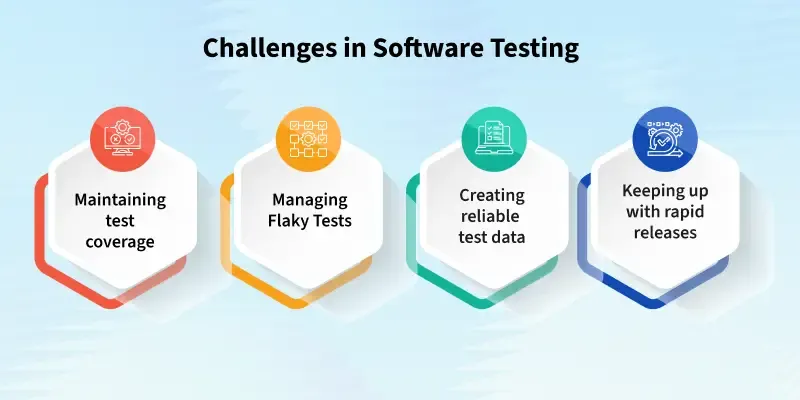 Challenges in Software Testing
Maintaining
test
coverage
Managing
Flaky Tests
Creating
reliable
test data
Keeping up
with rapid
releases